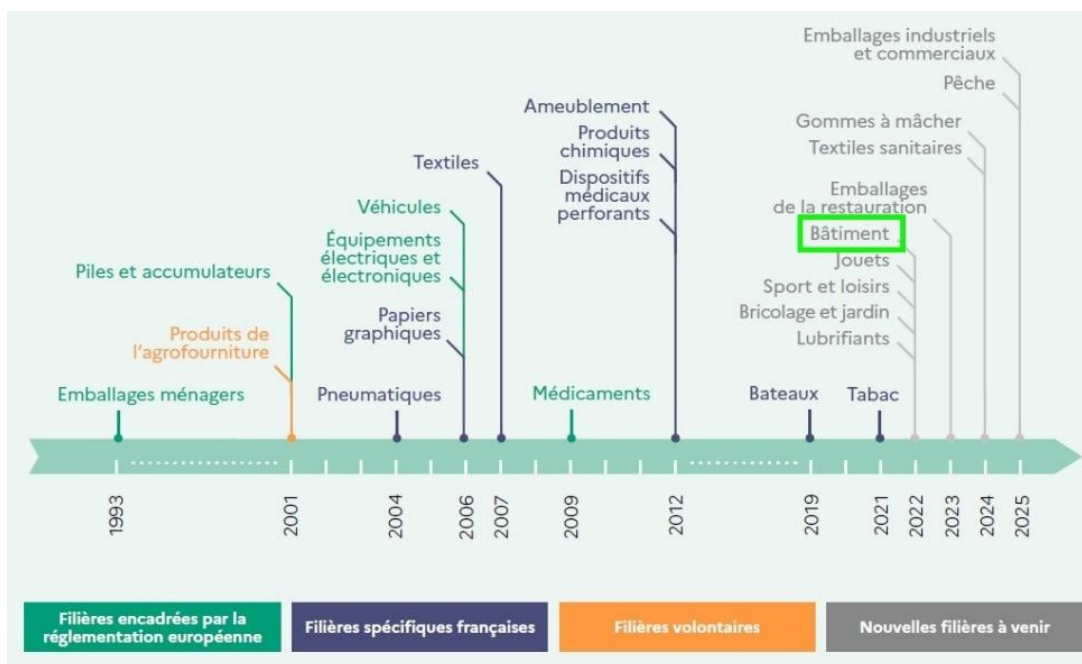 Emballages industriels
et commerciaux
Pêche
Ameublement
Gommes à mâcher
Produits
chimiques
Textiles sanitaires
Textiles
Dispositifs
médicaux
perforants
Emballages
de la restauration
Véhicules
Bâtiment
Équipements
électriques et
électroniques
Jouets
Piles et accumulateurs
Sport et loisirs
Papiers
graphiques
Bricolage et jardin
Produits de
l'agrofourniture
Lubrifiants
Emballages ménagers
Pneumatiques
Médicaments
Bateaux
Tabac
1993
2001
2004
2006
2007
2009
2012
2019
2021
2022
2023
2024
2025
Filières encadrées par la
réglementation européenne
Filières spécifiques françaises
Filières volontaires
Nouvelles filières à venir